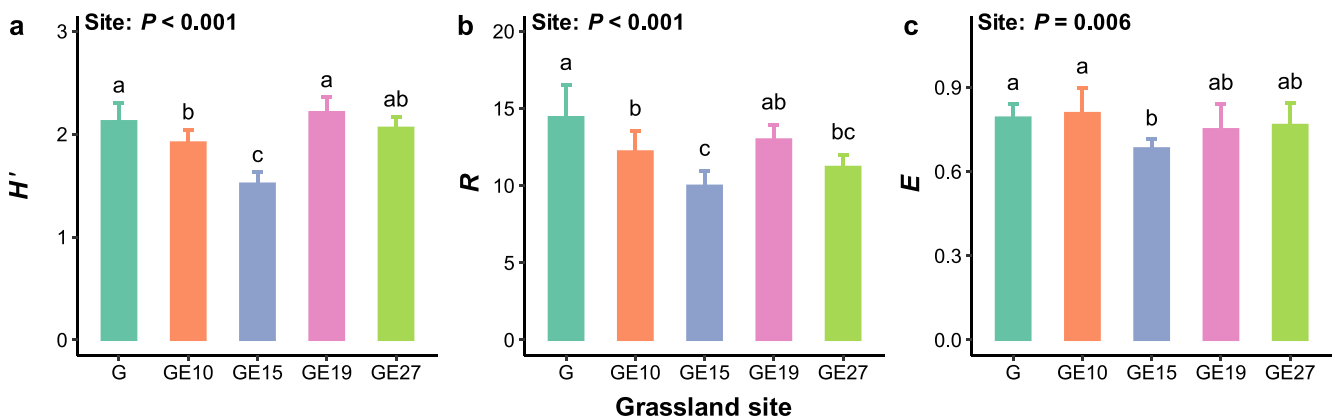 a
Site: P < 0.001
3
2
1
0
H′
a
b
c
a
ab
G GE10 GE15 GE19 GE27
b
Site: P < 0.001
20
15
10
5
0
R
a
b
c
ab
bc
G GE10 GE15 GE19 GE27
c
Site: P = 0.006
0.9
0.6
0.3
0.0
E
a
a
b
ab
ab
G GE10 GE15 GE19 GE27
Grassland site